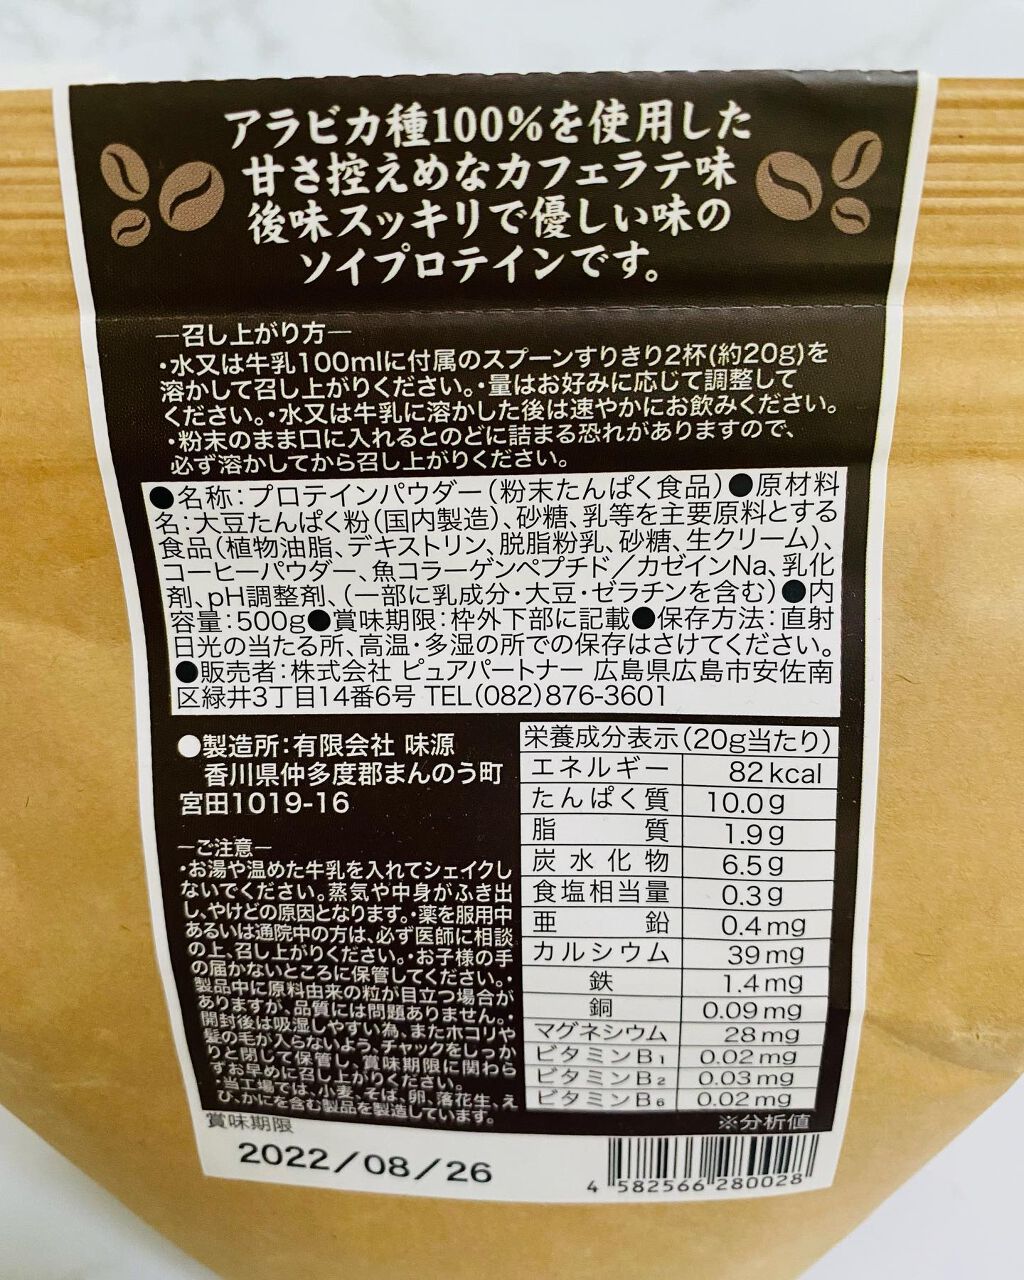 アラビカ種100%を使用した
甘さ控えめなカフェラテ味
後味スッキリで優しい味の
ソイプロテインです。
―召し上がり方―
・水又は牛乳100mlに付属のスプーンすりきり2杯(約20g)を
溶かして召し上がりください。・量はお好みに応じて調整して
ください。・水又は牛乳に溶かした後は速やかにお飲みください。
・粉末のまま口に入れるとのどに詰まる恐れがありますので、
必ず溶かしてから召し上がりください。
●名称：プロテインパウダー（粉末たんぱく食品）●原材料
名：大豆たんぱく粉（国内製造）、砂糖、乳等を主要原料とする
食品（植物油脂、デキストリン、脱脂粉乳、砂糖、生クリーム）、
コーヒーパウダー、魚コラーゲンペプチド／カゼインNa、乳化
剤、pH調整剤、（一部に乳成分・大豆・ゼラチンを含む）●内
容量：500g●賞味期限：枠外下部に記載●保存方法：直射
日光の当たる所、高温・多湿の所での保存はさけてください。
●販売者：株式会社 ピュアパートナー 広島県広島市安佐南
区緑井3丁目14番6号 TEL(082)876-3601
●製造所：有限会社 味源
香川県仲多度郡まんのう町
宮田1019-16
―ご注意―
・お湯や温めた牛乳を入れてシェイクし
ないでください。蒸気や中身がふき出
し、やけどの原因となります。・薬を服用中
あるいは通院中の方は、必ず医師に相談
の上、召し上がりください。・お子様の手
の届かないところに保管してください。・
製品中に原料由来の粒が目立つ場合が
ありますが、品質には問題ありません。・
開封後は吸湿しやすい為、またホコリや
髪の毛が入らないよう、チャックをしっか
りと閉じて保管し、賞味期限に関わら
ずお早めに召し上がりください。
・当工場では、小麦、そば、卵、落花生、え
び、かにを含む製品を製造しています。
栄養成分表示(20g当たり)
エネルギー 82kcal
たんぱく質 10.0g
脂質 1.9g
炭水化物 6.5g
食塩相当量 0.3g
亜鉛 0.4mg
カルシウム 39mg
鉄 1.4mg
銅 0.09mg
マグネシウム 28mg
ビタミンB1 0.02mg
ビタミンB2 0.03mg
ビタミンB6 0.02mg
※分析値
賞味期限
2022/08/26
4 582566 280028